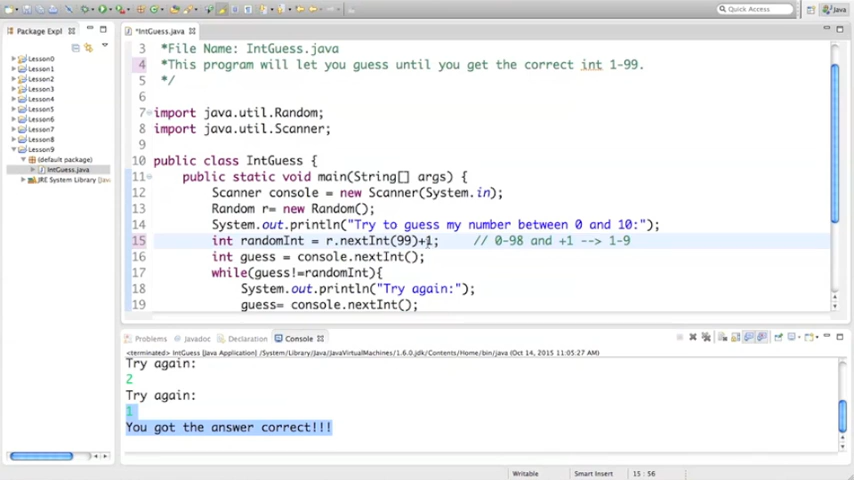 Quick Access
Java
Package Expl
*IntGuess.java
Lesson0
Lesson1
Lesson2
Lesson3
Lesson4
Lesson5
Lesson6
Lesson7
Lesson8
Lesson9
(default package)
IntGuess.java
JRE System Library [Java
3 *File Name: IntGuess.java
4 *This program will let you guess until you get the correct int 1-99.
5 */
6
7 import java.util.Random;
8 import java.util.Scanner;
9
10 public class IntGuess {
11 public static void main(String[] args) {
12 Scanner console = new Scanner(System.in);
13 Random r= new Random();
14 System.out.println("Try to guess my number between 0 and 10:");
15 int randomInt = r.nextInt(99)+1; // 0-98 and +1 --> 1-9
16 int guess = console.nextInt();
17 while(guess!=randomInt){
18 System.out.println("Try again:");
19 guess= console.nextInt();
Problems
Javadoc
Declaration
Console
<terminated> IntGuess [Java Application] /System/Library/Java/JavaVirtualMachines/1.6.0.jdk/Contents/Home/bin/java (Oct 14, 2015 11:05:27 AM)
Try again:
2
Try again:
1
You got the answer correct!!!
Writable
Smart Insert
15 : 56